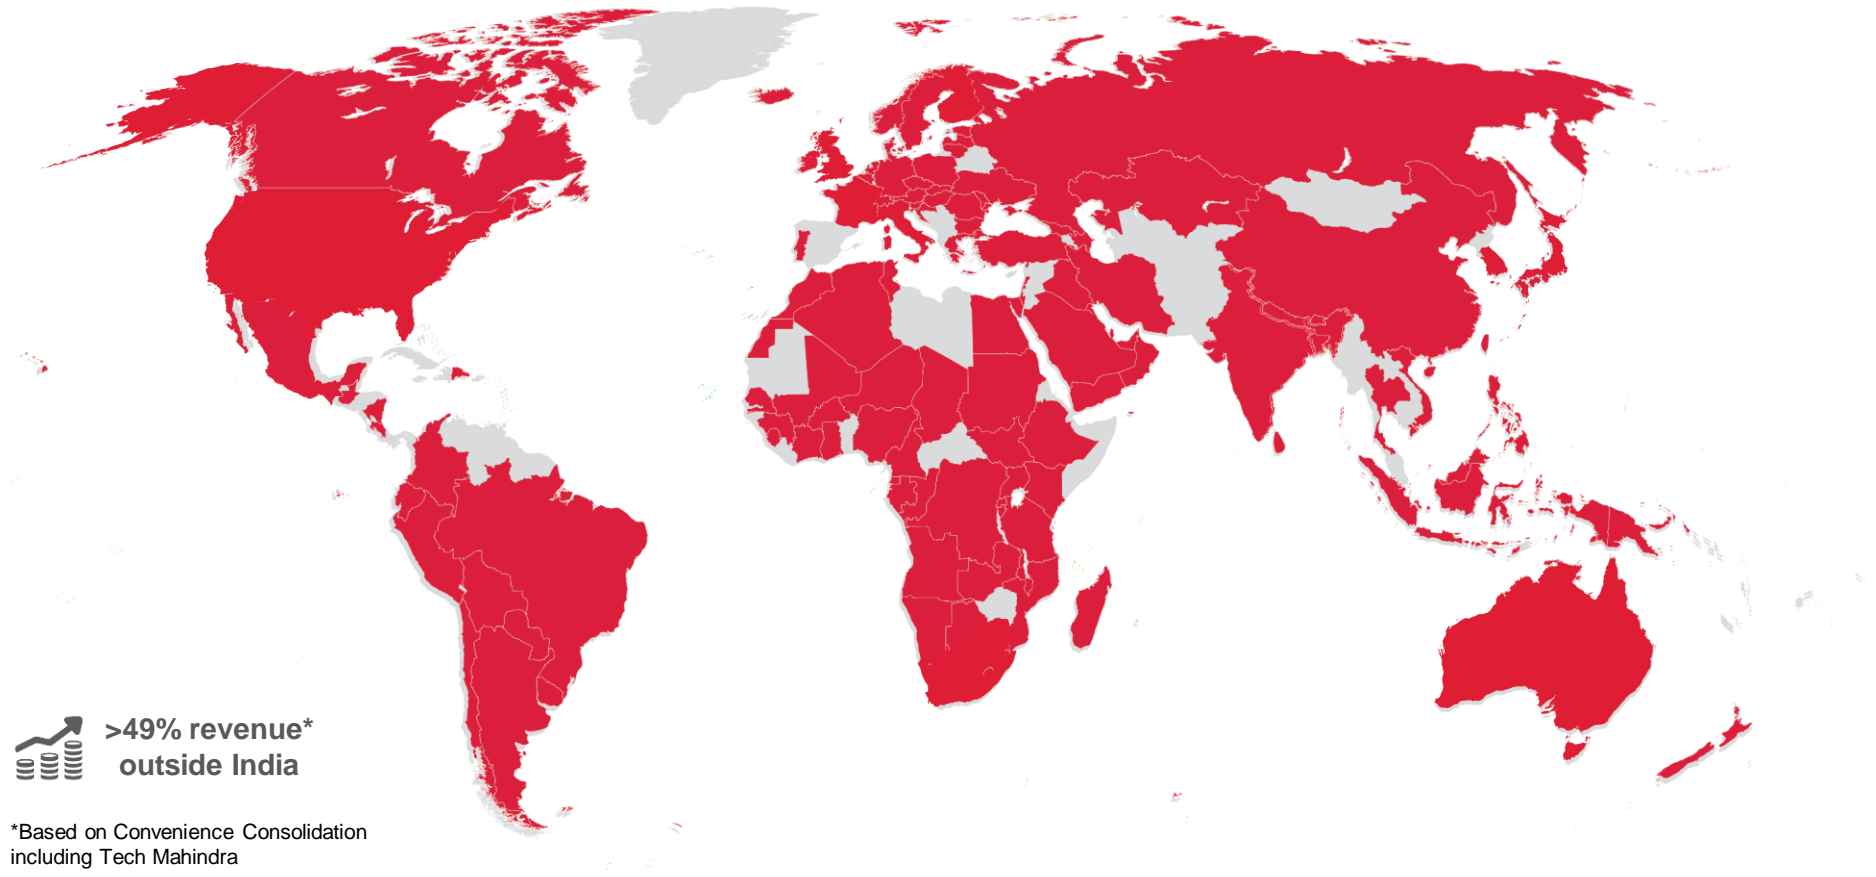 >49% revenue*
outside India
*Based on Convenience Consolidation
including Tech Mahindra